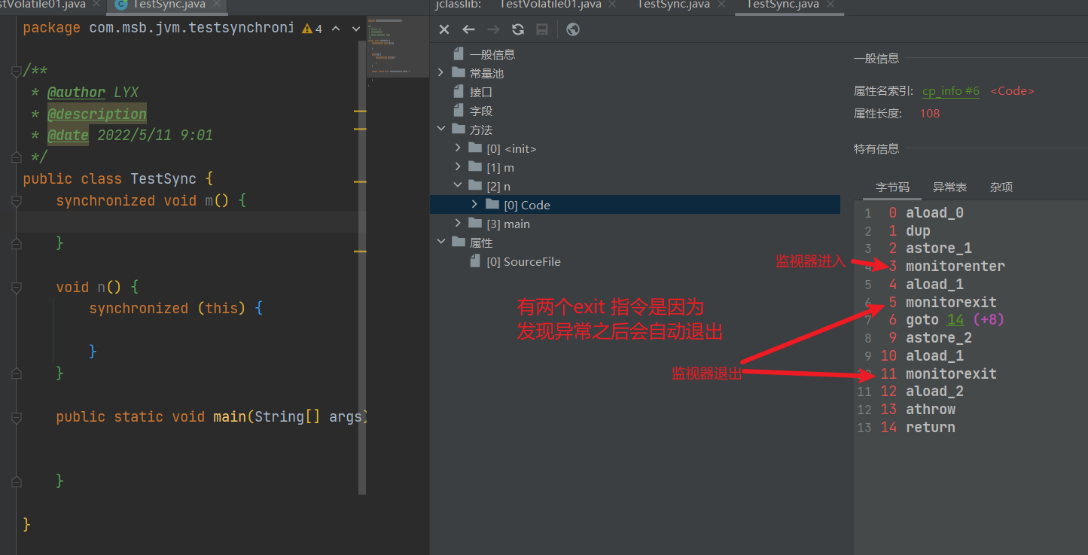 stVolatile01.java
TestSync.java
jclasslib:
TestVolatile01.java
TestSync.java
TestSync.java
package com.msb.jvm.testsynchroni
4
/**
* @author LYX
* @description
* @date 2022/5/11 9:01
*/
public class TestSync {
synchronized void m() {
}
void n() {
synchronized (this) {
}
}
public static void main(String[] args)
}
}
一般信息
常量池
接口
字段
方法
[0] <init>
[1] m
[2] n
[0] Code
[3] main
属性
[0] SourceFile
有两个exit 指令是因为
发现异常之后会自动退出
监视器进入
监视器退出
一般信息
属性名索引: cp_info #6 <Code>
属性长度: 108
特有信息
字节码 异常表 杂项
1 0 aload_0
2 1 dup
3 2 astore_1
3 monitorenter
5 4 aload_1
5 monitorexit
7 6 goto 14 (+8)
8 9 astore_2
9 10 aload_1
11 monitorexit
11 12 aload_2
12 13 athrow
13 14 return